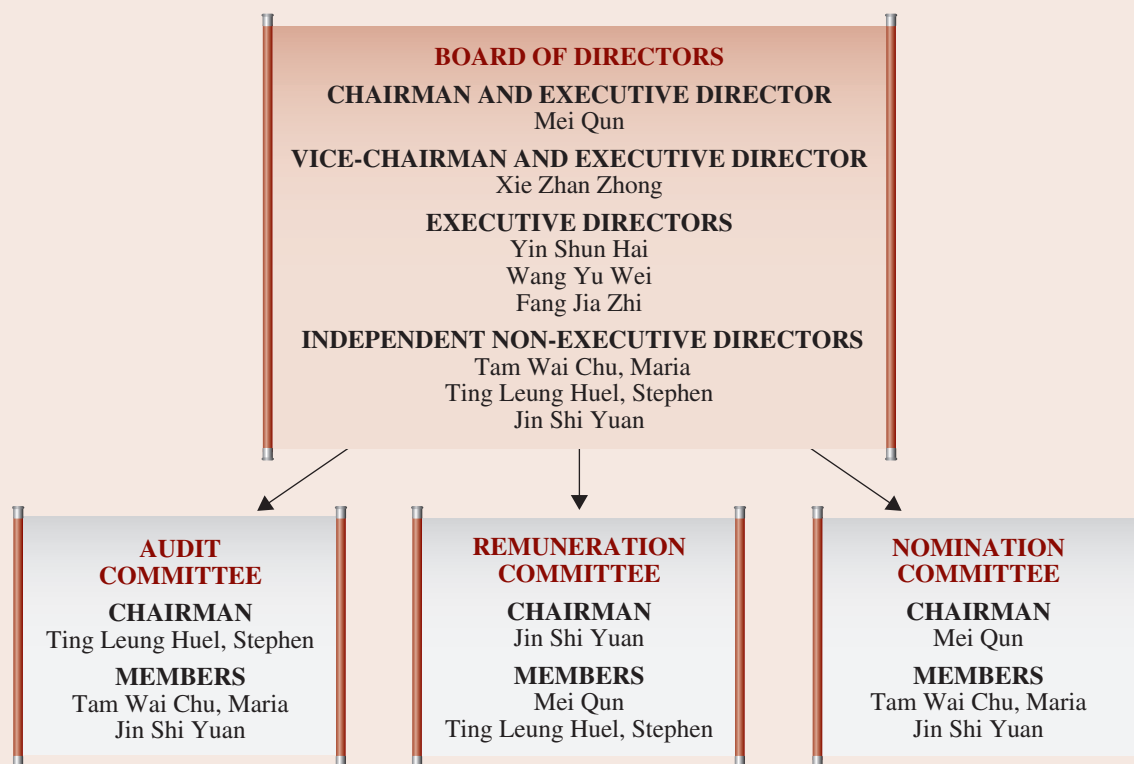 BOARD OF DIRECTORS
CHAIRMAN AND EXECUTIVE DIRECTOR
Mei Qun
VICE-CHAIRMAN AND EXECUTIVE DIRECTOR
Xie Zhan Zhong
EXECUTIVE DIRECTORS
Yin Shun Hai
Wang Yu Wei
Fang Jia Zhi
INDEPENDENT NON-EXECUTIVE DIRECTORS
Tam Wai Chu, Maria
Ting Leung Huel, Stephen
Jin Shi Yuan
AUDIT
COMMITTEE
CHAIRMAN
Ting Leung Huel, Stephen
MEMBERS
Tam Wai Chu, Maria
Jin Shi Yuan
REMUNERATION
COMMITTEE
CHAIRMAN
Jin Shi Yuan
MEMBERS
Mei Qun
Ting Leung Huel, Stephen
NOMINATION
COMMITTEE
CHAIRMAN
Mei Qun
MEMBERS
Tam Wai Chu, Maria
Jin Shi Yuan